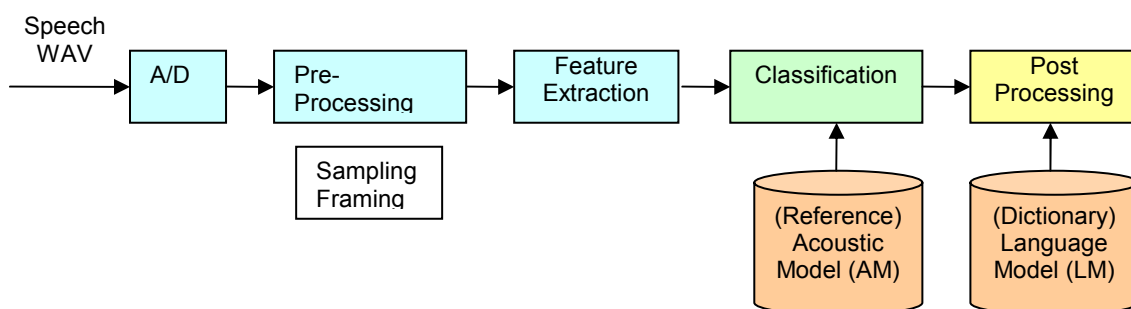 Speech
WAV
A/D
Pre-
Processing
Feature
Extraction
Classification
Post
Processing
Sampling
Framing
(Reference)
Acoustic
Model (AM)
(Dictionary)
Language
Model (LM)